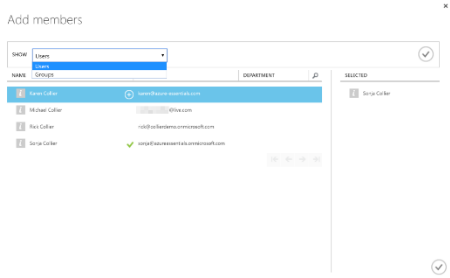 Add members
SHOW Users
Users
Groups
NAME DEPARTMENT SELECTED
Karen Collier karen@azure-essentials.com Sonja Collier
Michael Collier @live.com
Rick Collier rick@collierdemo.onmicrosoft.com
Sonja Collier sonja@azureessentials.onmicrosoft.com